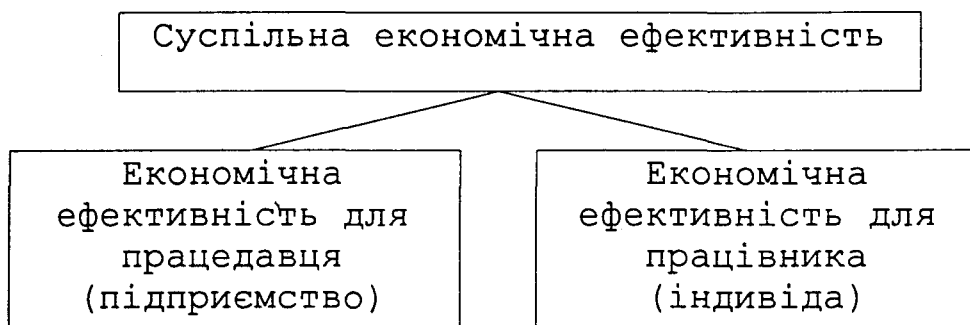 Суспільна економічна ефективність
Економічна
ефективність для
працедавця
(підприємство)
Економічна
ефективність для
працівника
(індивіда)